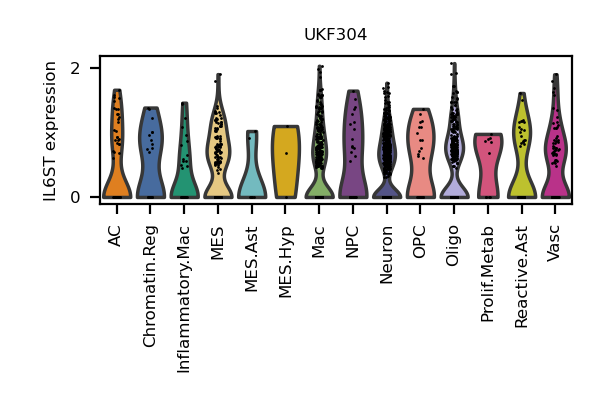 UKF304
IL6ST expression
2
0
AC
Chromatin.Reg
Inflammatory.Mac
MES
MES.Ast
MES.Hyp
Mac
NPC
Neuron
OPC
Oligo
Prolif.Metab
Reactive.Ast
Vasc